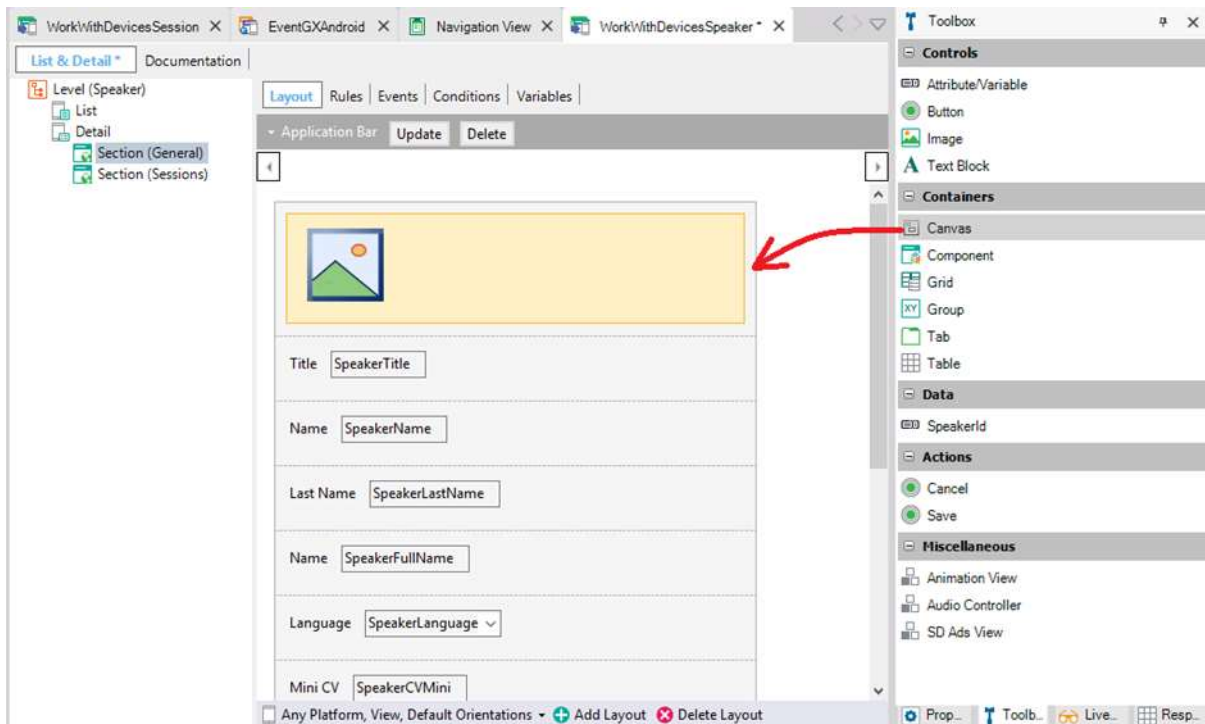 WorkWithDevicesSession
EventGXAndroid
Navigation View
WorkWithDevicesSpeaker *
List & Detail *
Documentation
Level (Speaker)
List
Detail
Section (General)
Section (Sessions)
Layout
Rules
Events
Conditions
Variables
Application Bar
Update
Delete
Title SpeakerTitle
Name SpeakerName
Last Name SpeakerLastName
Name SpeakerFullName
Language SpeakerLanguage
Mini CV SpeakerCVMini
Any Platform, View, Default Orientations
Add Layout
Delete Layout
Toolbox
Controls
Attribute/Variable
Button
Image
A Text Block
Containers
Canvas
Component
Grid
XY Group
Tab
Table
Data
SpeakerId
Actions
Cancel
Save
Miscellaneous
Animation View
Audio Controller
SD Ads View
Prop...
Toolb...
Live...
Resp...